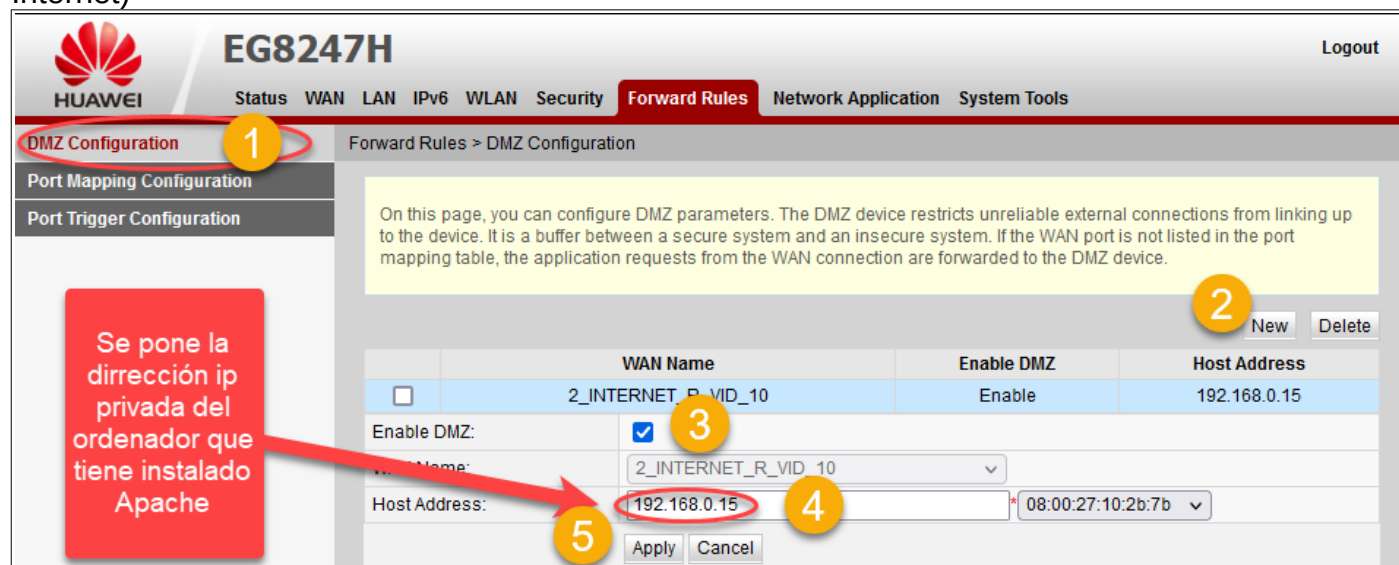 Internet)
EG8247H
Logout
HUAWEI
Status WAN LAN IPv6 WLAN Security Forward Rules Network Application System Tools
DMZ Configuration 1
Forward Rules > DMZ Configuration
Port Mapping Configuration
Port Trigger Configuration
On this page, you can configure DMZ parameters. The DMZ device restricts unreliable external connections from linking up
to the device. It is a buffer between a secure system and an insecure system. If the WAN port is not listed in the port
mapping table, the application requests from the WAN connection are forwarded to the DMZ device.
2
New Delete
Se pone la
dirrección ip
privada del
ordenador que
tiene instalado
Apache
WAN Name Enable DMZ Host Address
2_INTERNET_R_VID_10 Enable 192.168.0.15
Enable DMZ: 3
Name: 2_INTERNET_R_VID_10
Host Address: 192.168.0.15 4 * 08:00:27:10:2b:7b
5 Apply Cancel